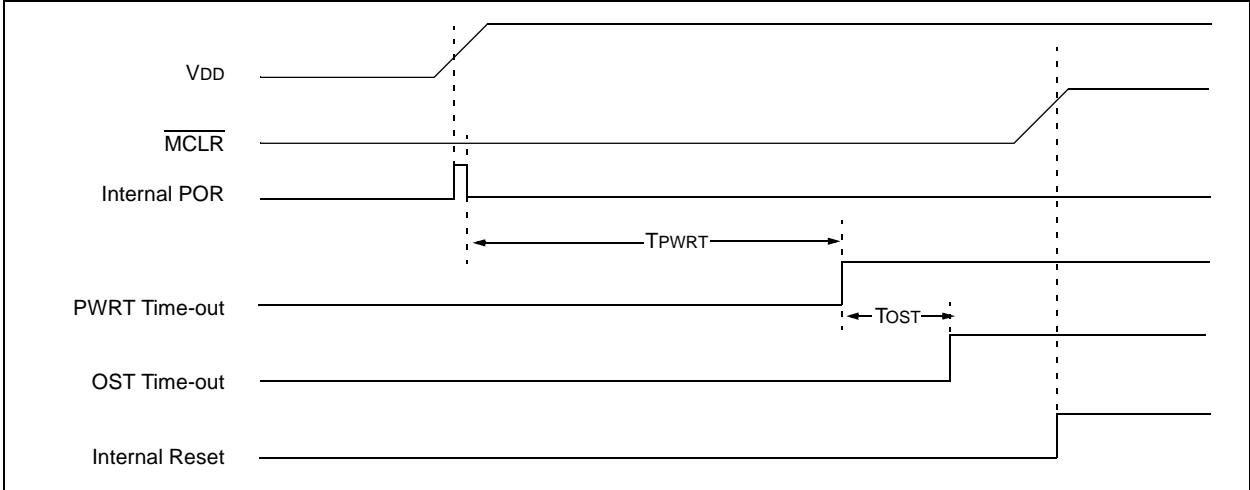 VDD
MCLR
Internal POR
TPWRT
PWRT Time-out
TOST
OST Time-out
Internal Reset